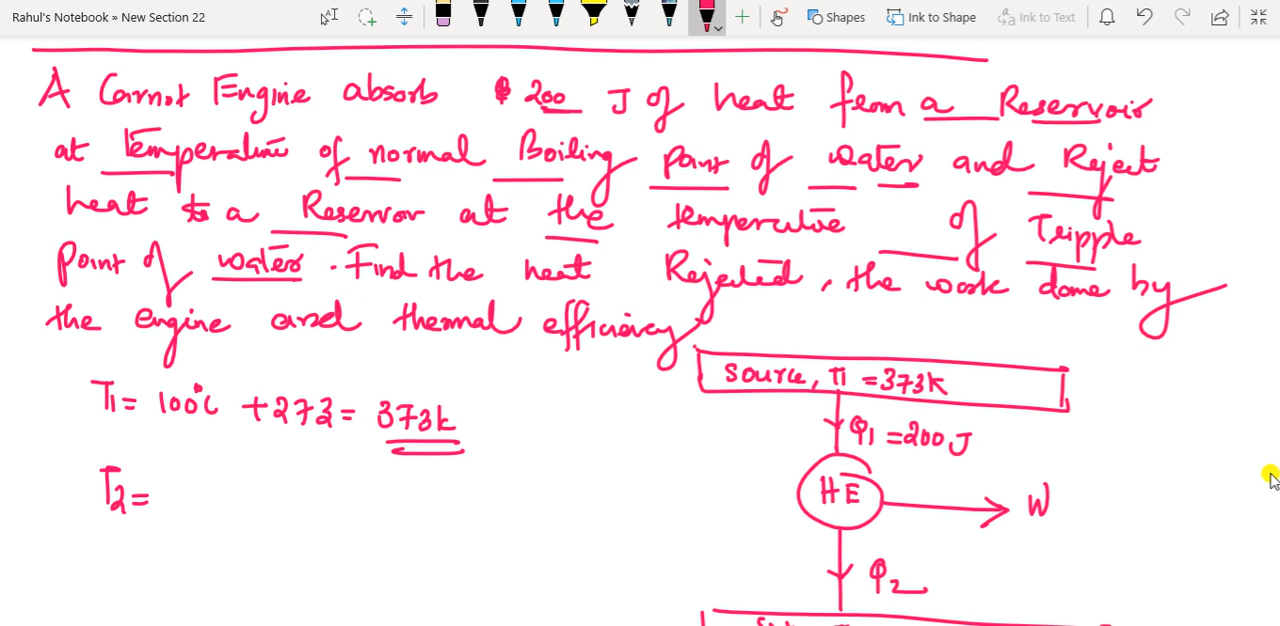 Rahul's Notebook » New Section 22
Shapes
Ink to Shape
Ink to Text
A Carnot Engine absorb 200 J of heat from a Reservoir
at temperature of normal Boiling Point of water and Reject
heat to a Reservor at the temperature of Tripple
Point of water. Find the heat Rejected, the work done by
the engine and thermal efficiency.
Source, T1 = 373k
T1 = 100°C + 273 = 373k
Q1 = 200 J
HE
W
T2 =
Q2